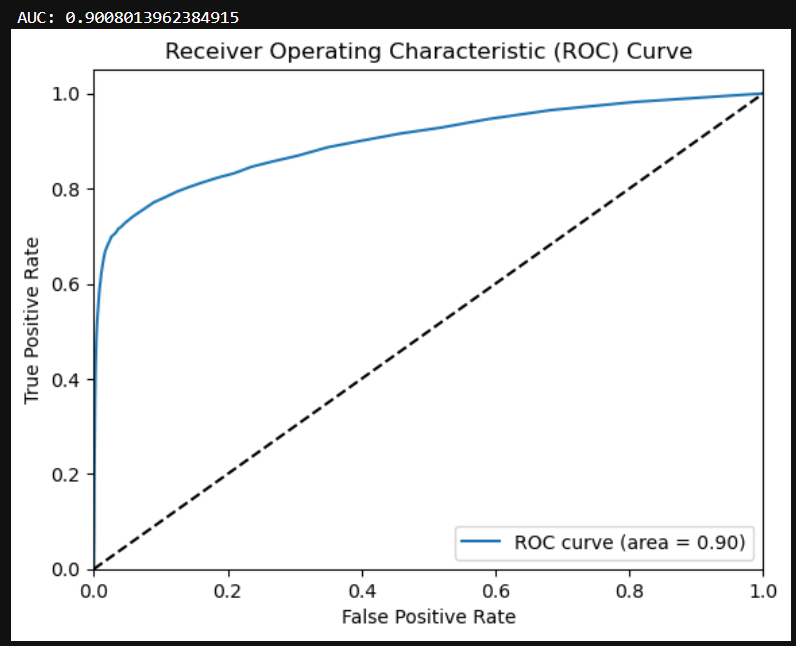 AUC: 0.9008013962384915
Receiver Operating Characteristic (ROC) Curve
1.0
0.8
0.6
0.4
0.2
0.0
True Positive Rate
ROC curve (area = 0.90)
0.0 0.2 0.4 0.6 0.8 1.0
False Positive Rate